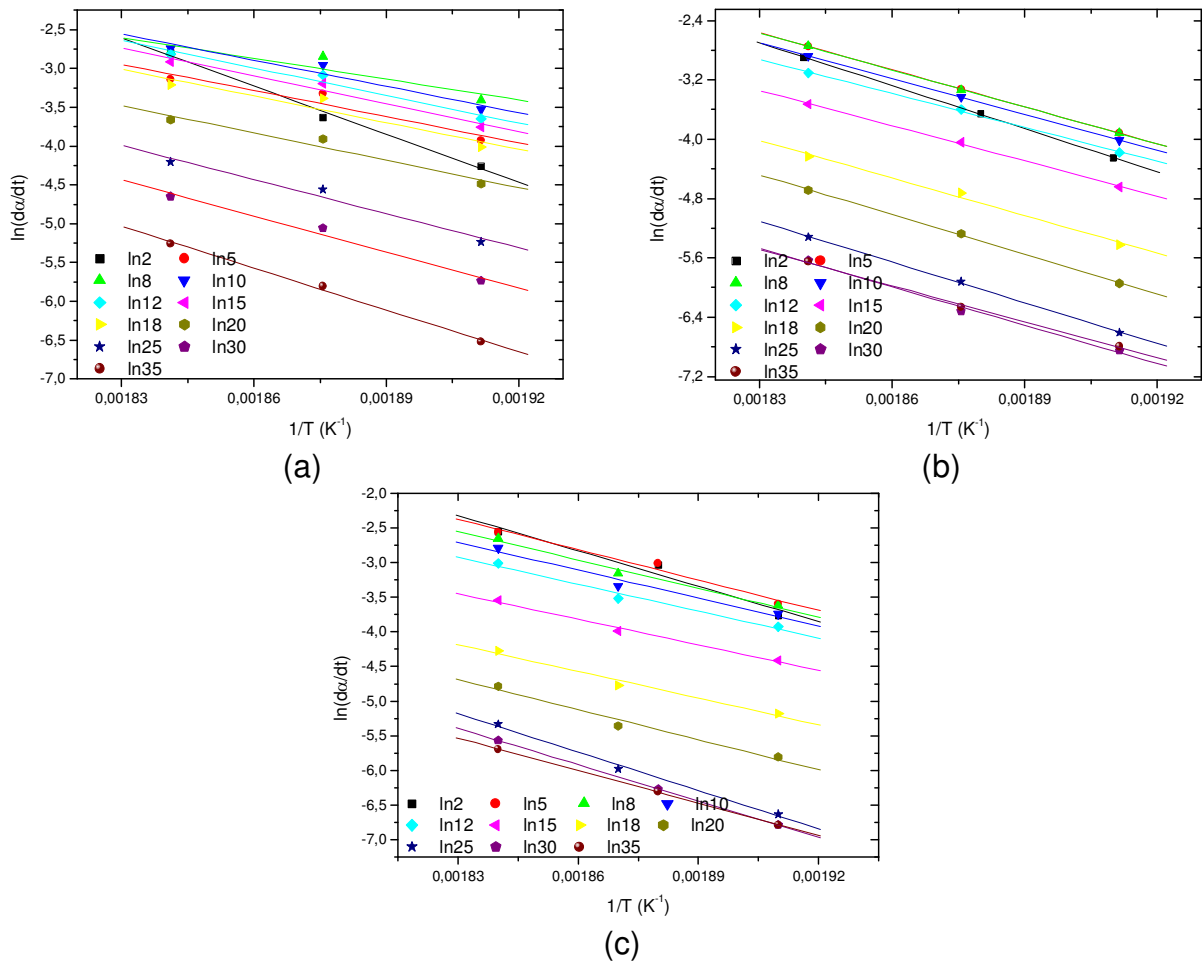 -2,5
-3,0
-3,5
-4,0
-4,5
-5,0
-5,5
-6,0
-6,5
-7,0
ln(dα/dt)
ln2 ln5
ln8 ln10
ln12 ln15
ln18 ln20
ln25 ln30
ln35
0,00183 0,00186 0,00189 0,00192
1/T (K⁻¹)
(a)
-2,4
-3,2
-4,0
-4,8
-5,6
-6,4
-7,2
ln(dα/dt)
ln2 ln5
ln8 ln10
ln12 ln15
ln18 ln20
ln25 ln30
ln35
0,00183 0,00186 0,00189 0,00192
1/T (K⁻¹)
(b)
-2,0
-2,5
-3,0
-3,5
-4,0
-4,5
-5,0
-5,5
-6,0
-6,5
-7,0
ln(dα/dt)
ln2 ln5 ln8 ln10
ln12 ln15 ln18 ln20
ln25 ln30 ln35
0,00183 0,00186 0,00189 0,00192
1/T (K⁻¹)
(c)